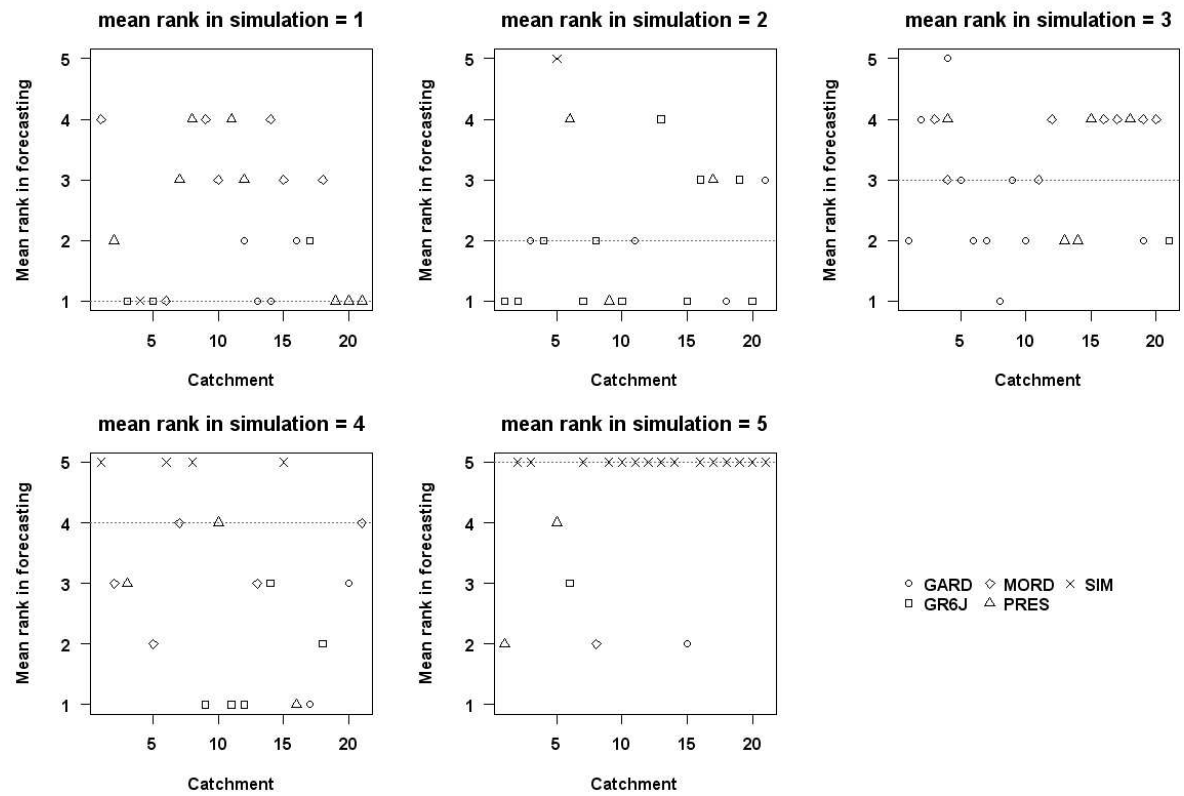 mean rank in simulation = 1
Mean rank in forecasting
5
4
3
2
1
5 10 15 20
Catchment
mean rank in simulation = 2
Mean rank in forecasting
5
4
3
2
1
5 10 15 20
Catchment
mean rank in simulation = 3
Mean rank in forecasting
5
4
3
2
1
5 10 15 20
Catchment
mean rank in simulation = 4
Mean rank in forecasting
5
4
3
2
1
5 10 15 20
Catchment
mean rank in simulation = 5
Mean rank in forecasting
5
4
3
2
1
5 10 15 20
Catchment
GARD MORD SIM
GR6J PRES